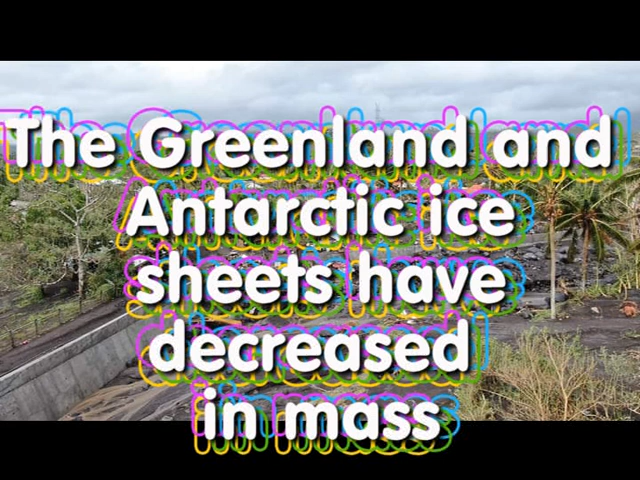 The Greenland and
Antarctic ice
sheets have
decreased
in mass